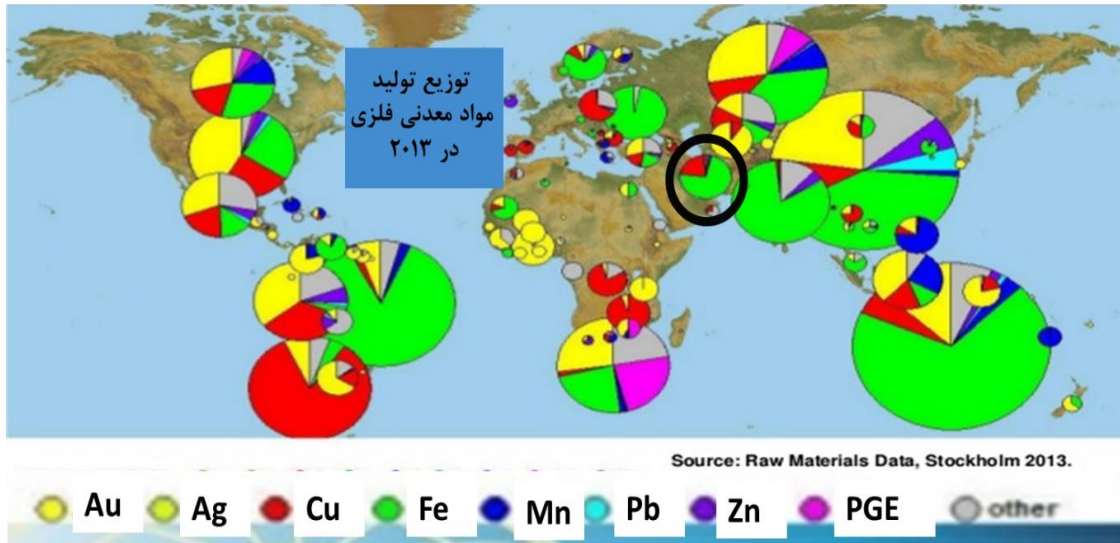 توزیع تولید
مواد معدنی فلزی
در ۲۰۱۳
Source: Raw Materials Data, Stockholm 2013.
Au Ag Cu Fe Mn Pb Zn PGE other